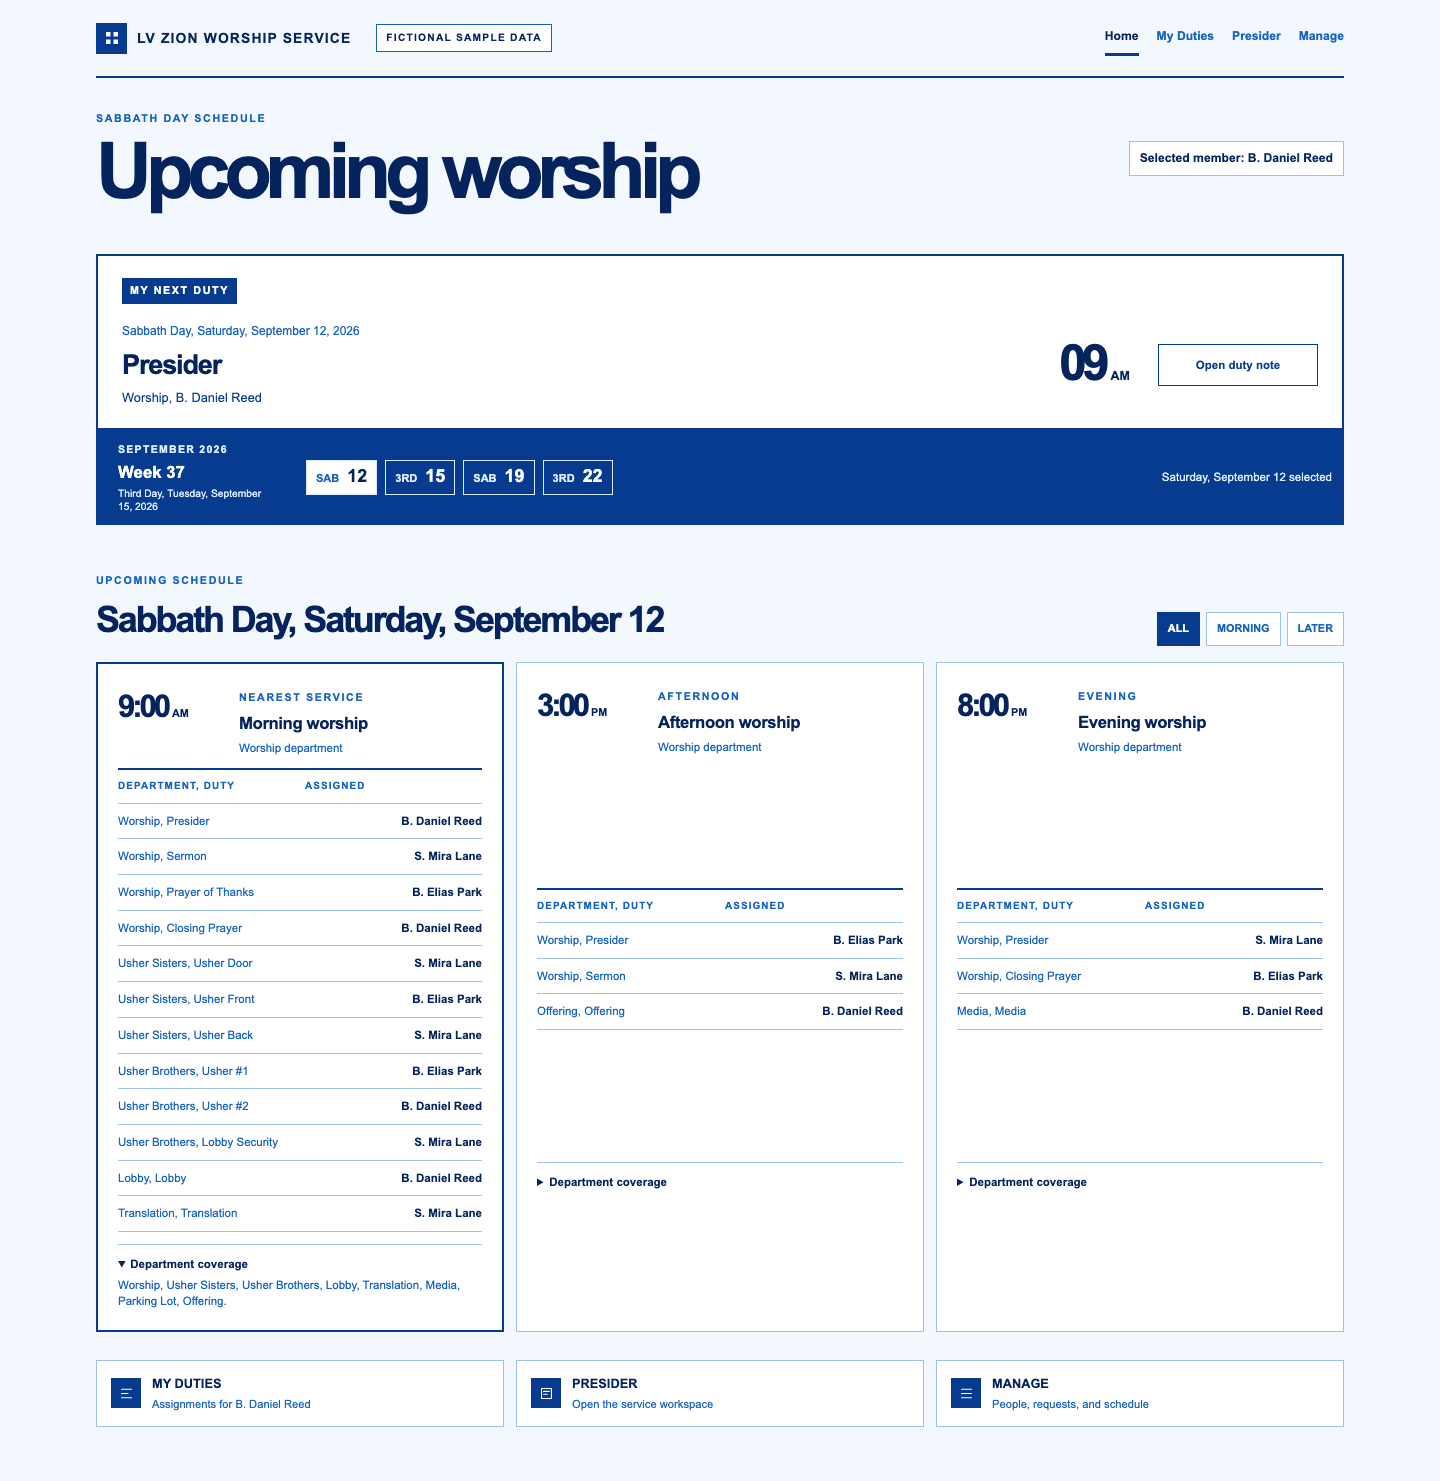 LV ZION WORSHIP SERVICE
FICTIONAL SAMPLE DATA
Home My Duties Presider Manage
SABBATH DAY SCHEDULE
Upcoming worship
Selected member: B. Daniel Reed
MY NEXT DUTY
Sabbath Day, Saturday, September 12, 2026
Presider
Worship, B. Daniel Reed
09 AM
Open duty note
SEPTEMBER 2026
Week 37
Third Day, Tuesday, September
15, 2026
SAB 12
3RD 15
SAB 19
3RD 22
Saturday, September 12 selected
UPCOMING SCHEDULE
Sabbath Day, Saturday, September 12
ALL MORNING LATER
9:00 AM
NEAREST SERVICE
Morning worship
Worship department
DEPARTMENT, DUTY ASSIGNED
Worship, Presider B. Daniel Reed
Worship, Sermon S. Mira Lane
Worship, Prayer of Thanks B. Elias Park
Worship, Closing Prayer B. Daniel Reed
Usher Sisters, Usher Door S. Mira Lane
Usher Sisters, Usher Front B. Elias Park
Usher Sisters, Usher Back S. Mira Lane
Usher Brothers, Usher #1 B. Elias Park
Usher Brothers, Usher #2 B. Daniel Reed
Usher Brothers, Lobby Security S. Mira Lane
Lobby, Lobby B. Daniel Reed
Translation, Translation S. Mira Lane
Department coverage
Worship, Usher Sisters, Usher Brothers, Lobby, Translation, Media,
Parking Lot, Offering.
3:00 PM
AFTERNOON
Afternoon worship
Worship department
DEPARTMENT, DUTY ASSIGNED
Worship, Presider B. Elias Park
Worship, Sermon S. Mira Lane
Offering, Offering B. Daniel Reed
Department coverage
8:00 PM
EVENING
Evening worship
Worship department
DEPARTMENT, DUTY ASSIGNED
Worship, Presider S. Mira Lane
Worship, Closing Prayer B. Elias Park
Media, Media B. Daniel Reed
Department coverage
MY DUTIES
Assignments for B. Daniel Reed
PRESIDER
Open the service workspace
MANAGE
People, requests, and schedule